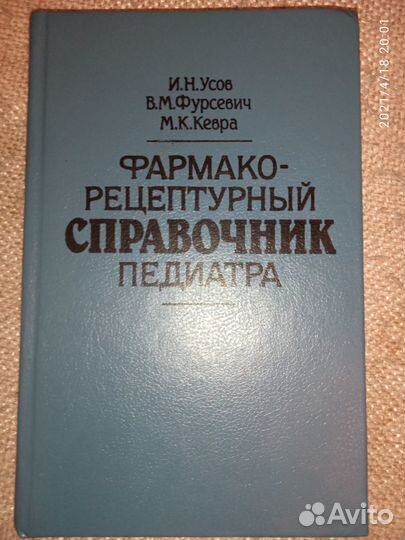 2021/4/18 20:01
И.Н.Усов
В.М.Фурсевич
М.К.Кевра
ФАРМАКО-
РЕЦЕПТУРНЫЙ
СПРАВОЧНИК
ПЕДИАТРА
Avito